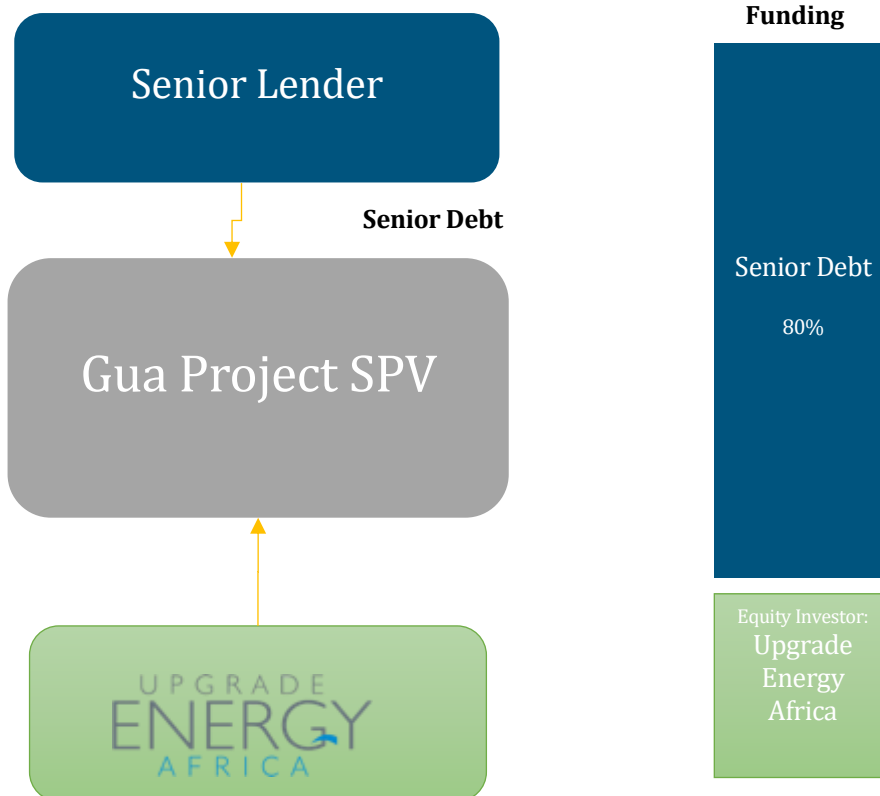 Funding
Senior Lender
Senior Debt
Gua Project SPV
UPGRADE
ENERGY
AFRICA
Senior Debt
80%
Equity Investor:
Upgrade
Energy
Africa